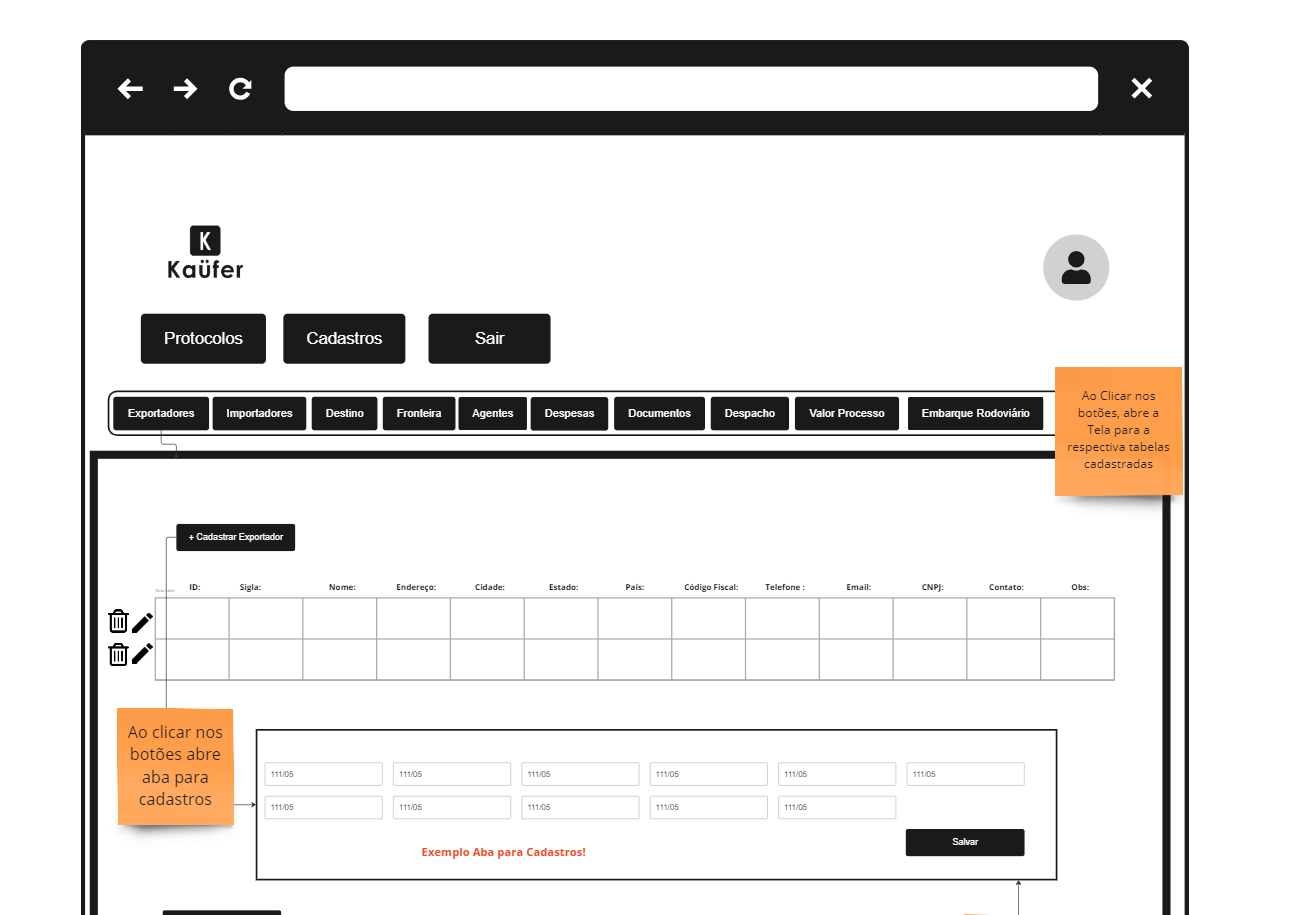 K
Kaüfer
Protocolos Cadastros Sair
Exportadores Importadores Destino Fronteira Agentes Despesas Documentos Despacho Valor Processo Embarque Rodoviário
Ao Clicar nos
botões, abre a
Tela para a
respectiva tabelas
cadastradas
+ Cadastrar Exportador
ID: Sigla: Nome: Endereço: Cidade: Estado: País: Código Fiscal: Telefone : Email: CNPJ: Contato: Obs:
Ao clicar nos
botões abre
aba para
cadastros
111/05 111/05 111/05 111/05 111/05 111/05
111/05 111/05 111/05 111/05 111/05
Salvar
Exemplo Aba para Cadastros!